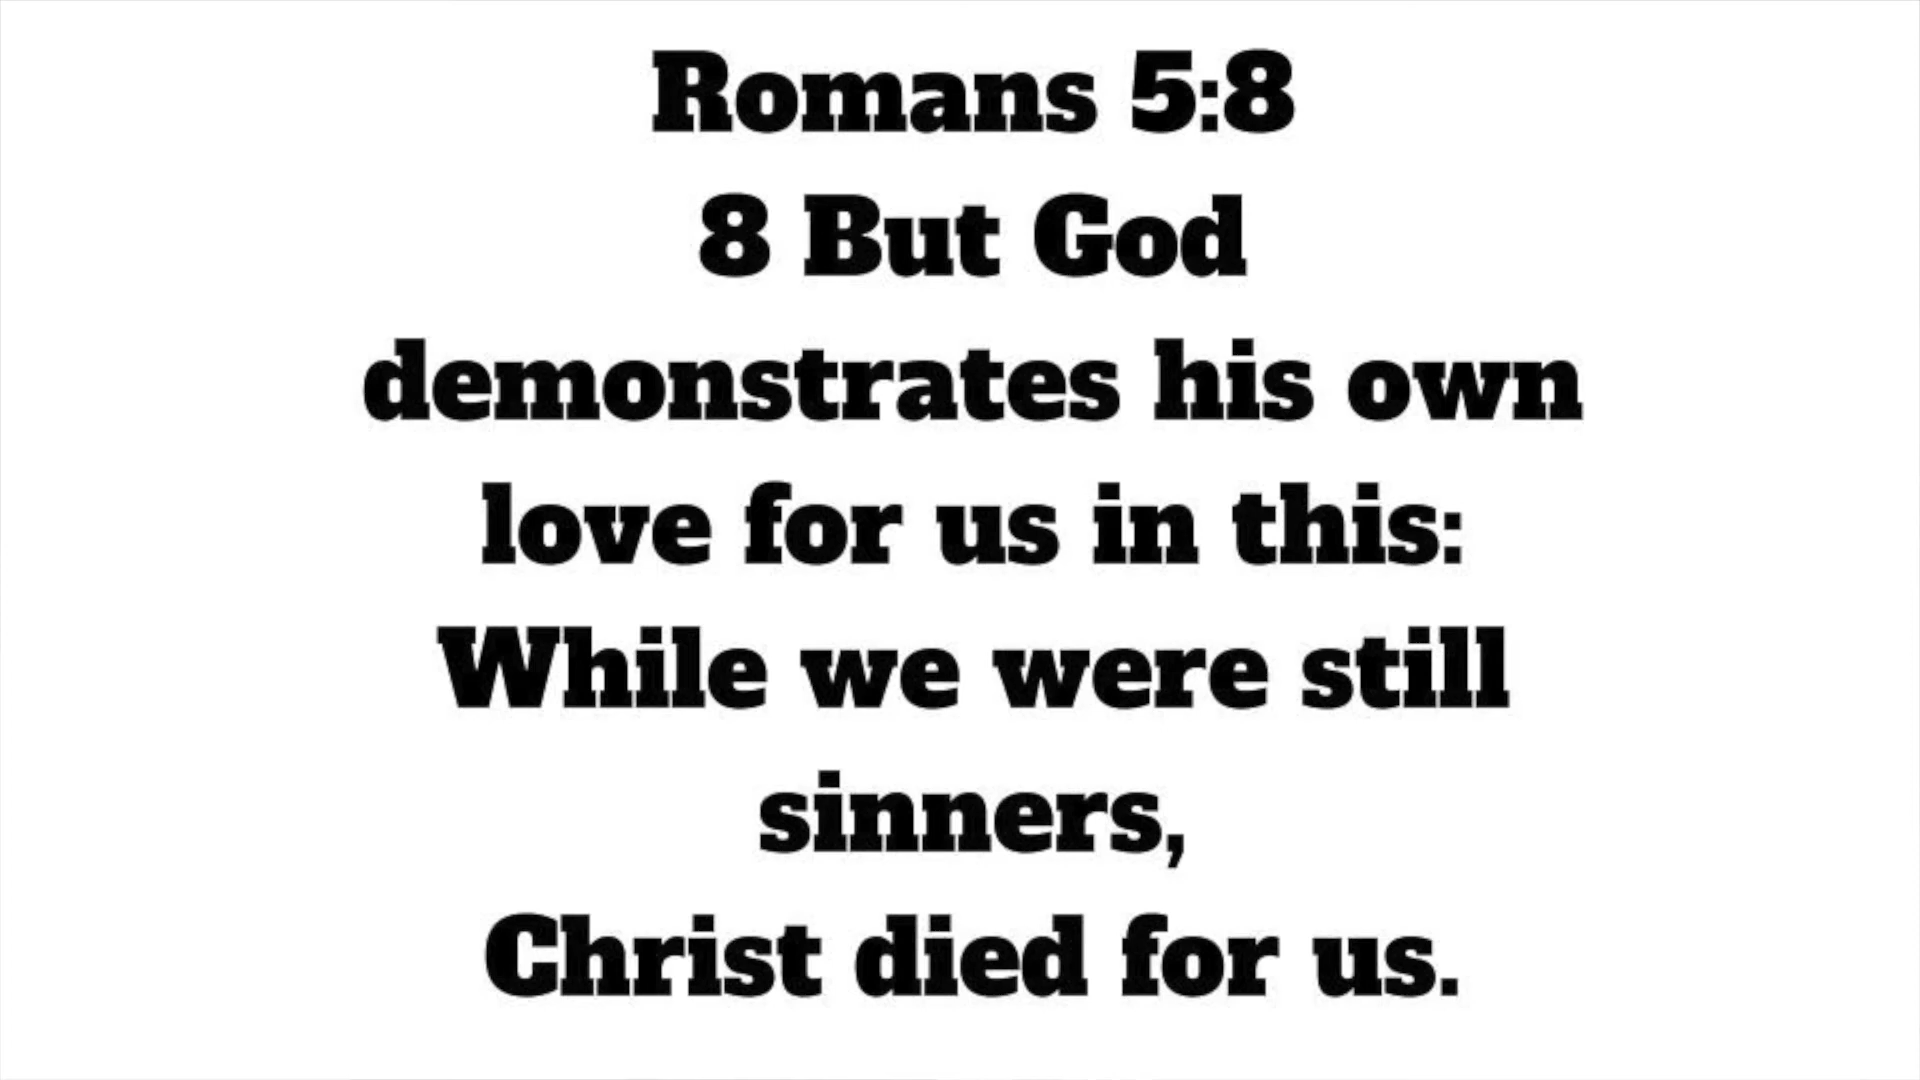 Romans 5:8
8 But God
demonstrates his own
love for us in this:
While we were still
sinners,
Christ died for us.